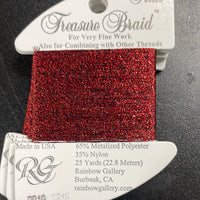 Treasure Braid
For Very Fine Work
Also for Combining with Other Threads
Made in USA
65% Metalized Polyester
35% Nylon
25 Yards (22.8 Meters)
Rainbow Gallery
Burbank, CA
rainbowgallery.com
RG